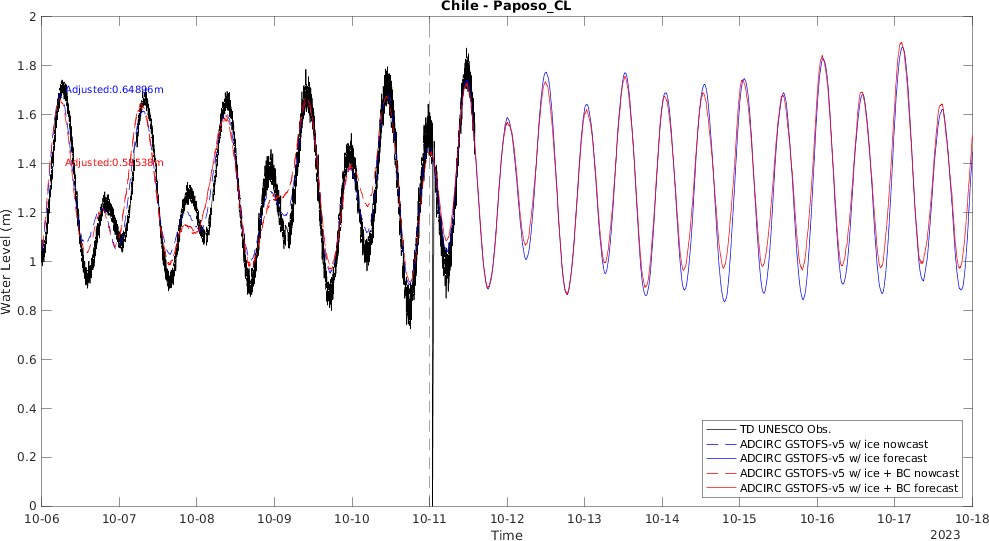 Chile - Paposo_CL
2
1.8
1.6
1.4
1.2
1
0.8
0.6
0.4
0.2
0
Water Level (m)
Adjusted:0.64896m
Adjusted:0.58538m
TD UNESCO Obs.
ADCIRC GSTOFS-v5 w/ ice nowcast
ADCIRC GSTOFS-v5 w/ ice forecast
ADCIRC GSTOFS-v5 w/ ice + BC nowcast
ADCIRC GSTOFS-v5 w/ ice + BC forecast
10-06 10-07 10-08 10-09 10-10 10-11 10-12 10-13 10-14 10-15 10-16 10-17 10-18
Time
2023